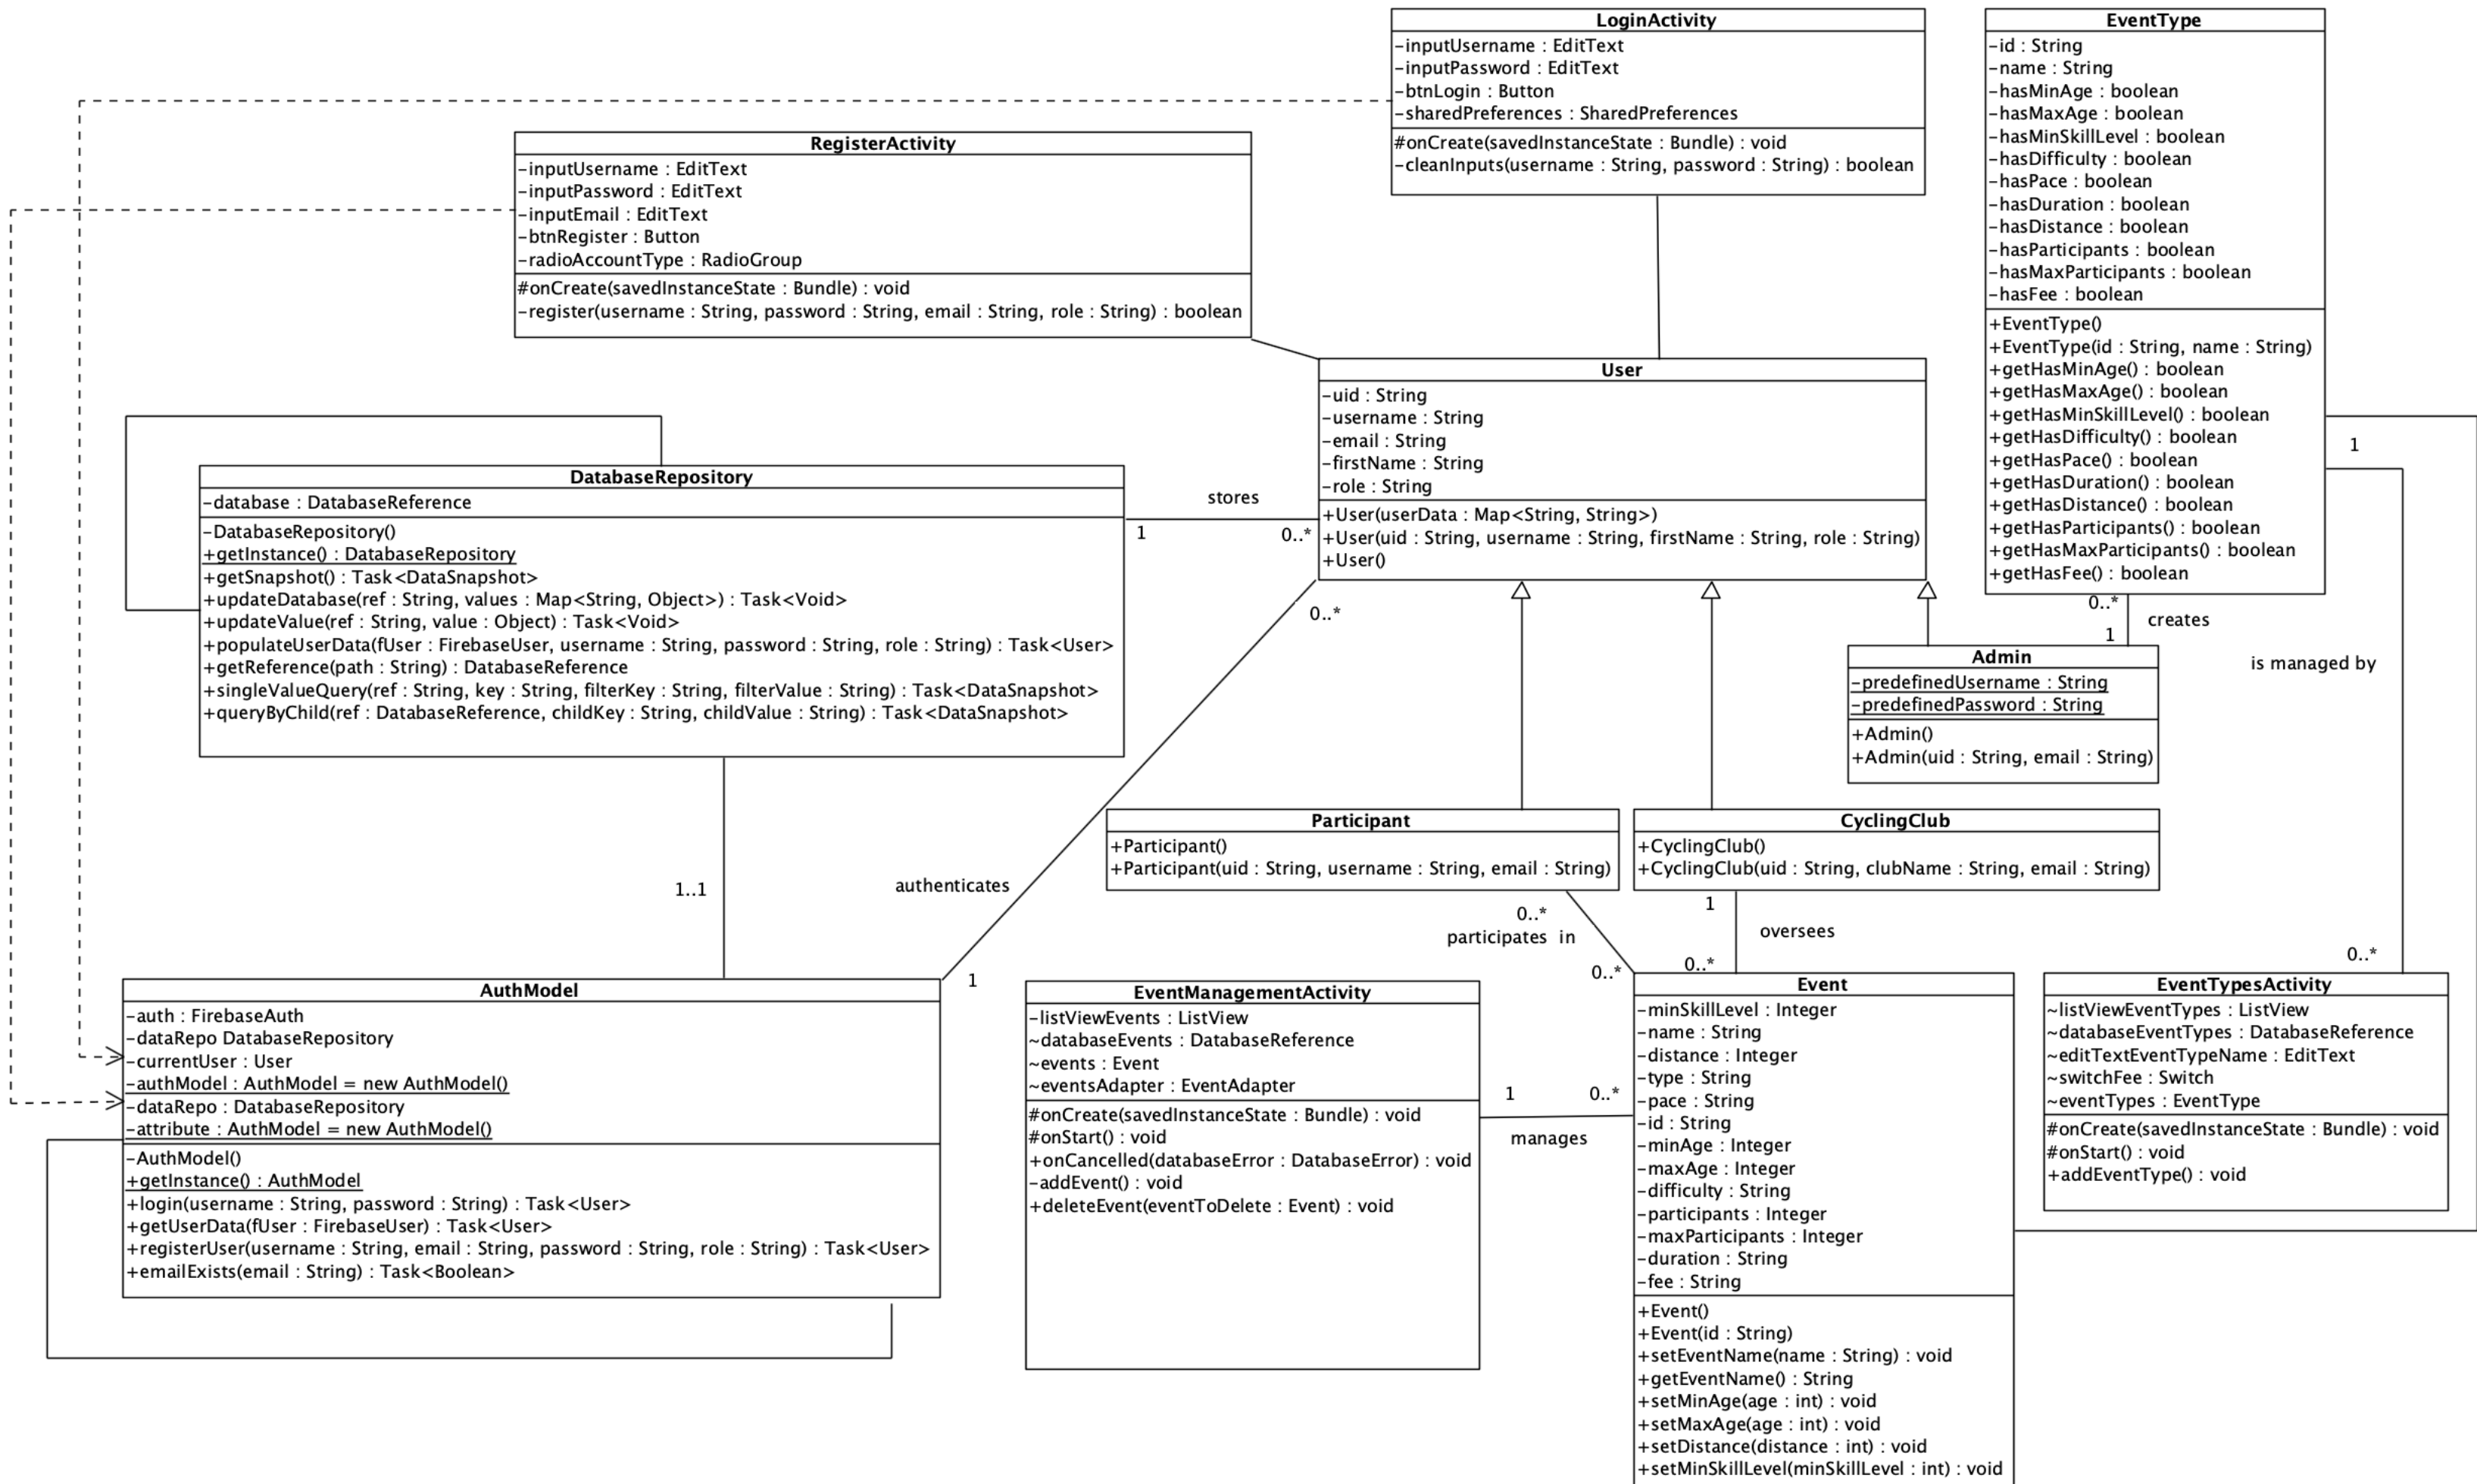 LoginActivity
-inputUsername : EditText
-inputPassword : EditText
-btnLogin : Button
-sharedPreferences : SharedPreferences
#onCreate(savedInstanceState : Bundle) : void
-cleanInputs(username : String, password : String) : boolean
EventType
-id : String
-name : String
-hasMinAge : boolean
-hasMaxAge : boolean
-hasMinSkillLevel : boolean
-hasDifficulty : boolean
-hasPace : boolean
-hasDuration : boolean
-hasDistance : boolean
-hasParticipants : boolean
-hasMaxParticipants : boolean
-hasFee : boolean
+EventType()
+EventType(id : String, name : String)
+getHasMinAge() : boolean
+getHasMaxAge() : boolean
+getHasMinSkillLevel() : boolean
+getHasDifficulty() : boolean
+getHasPace() : boolean
+getHasDuration() : boolean
+getHasDistance() : boolean
+getHasParticipants() : boolean
+getHasMaxParticipants() : boolean
+getHasFee() : boolean
RegisterActivity
-inputUsername : EditText
-inputPassword : EditText
-inputEmail : EditText
-btnRegister : Button
-radioAccountType : RadioGroup
#onCreate(savedInstanceState : Bundle) : void
-register(username : String, password : String, email : String, role : String) : boolean
User
-uid : String
-username : String
-email : String
-firstName : String
-role : String
+User(userData : Map<String, String>)
+User(uid : String, username : String, firstName : String, role : String)
+User()
DatabaseRepository
-database : DatabaseReference
-DatabaseRepository()
+getInstance() : DatabaseRepository
+getSnapshot() : Task<DataSnapshot>
+updateDatabase(ref : String, values : Map<String, Object>) : Task<Void>
+updateValue(ref : String, value : Object) : Task<Void>
+populateUserData(fUser : FirebaseUser, username : String, password : String, role : String) : Task<User>
+getReference(path : String) : DatabaseReference
+singleValueQuery(ref : String, key : String, filterKey : String, filterValue : String) : Task<DataSnapshot>
+queryByChild(ref : DatabaseReference, childKey : String, childValue : String) : Task<DataSnapshot>
stores
1
0..*
0..*
1
0..*
creates
1
is managed by
Admin
-predefinedUsername : String
-predefinedPassword : String
+Admin()
+Admin(uid : String, email : String)
Participant
+Participant()
+Participant(uid : String, username : String, email : String)
CyclingClub
+CyclingClub()
+CyclingClub(uid : String, clubName : String, email : String)
1..1
authenticates
1
0..*
participates in
0..*
1
oversees
0..*
0..*
AuthModel
-auth : FirebaseAuth
-dataRepo DatabaseRepository
-currentUser : User
-authModel : AuthModel = new AuthModel()
-dataRepo : DatabaseRepository
-attribute : AuthModel = new AuthModel()
-AuthModel()
+getInstance() : AuthModel
+login(username : String, password : String) : Task<User>
+getUserData(fUser : FirebaseUser) : Task<User>
+registerUser(username : String, email : String, password : String, role : String) : Task<User>
+emailExists(email : String) : Task<Boolean>
EventManagementActivity
-listViewEvents : ListView
~databaseEvents : DatabaseReference
~events : Event
~eventsAdapter : EventAdapter
#onCreate(savedInstanceState : Bundle) : void
#onStart() : void
+onCancelled(databaseError : DatabaseError) : void
-addEvent() : void
+deleteEvent(eventToDelete : Event) : void
1
0..*
manages
Event
-minSkillLevel : Integer
-name : String
-distance : Integer
-type : String
-pace : String
-id : String
-minAge : Integer
-maxAge : Integer
-difficulty : String
-participants : Integer
-maxParticipants : Integer
-duration : String
-fee : String
+Event()
+Event(id : String)
+setEventName(name : String) : void
+getEventName() : String
+setMinAge(age : int) : void
+setMaxAge(age : int) : void
+setDistance(distance : int) : void
+setMinSkillLevel(minSkillLevel : int) : void
EventTypesActivity
~listViewEventTypes : ListView
~databaseEventTypes : DatabaseReference
~editTextEventTypeName : EditText
~switchFee : Switch
~eventTypes : EventType
#onCreate(savedInstanceState : Bundle) : void
#onStart() : void
+addEventType() : void